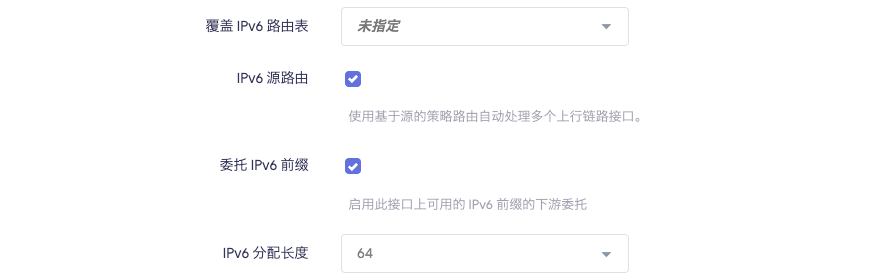 覆盖 IPv6 路由表 未指定
IPv6 源路由
使用基于源的策略路由自动处理多个上行链路接口。
委托 IPv6 前缀
启用此接口上可用的 IPv6 前缀的下游委托
IPv6 分配长度 64